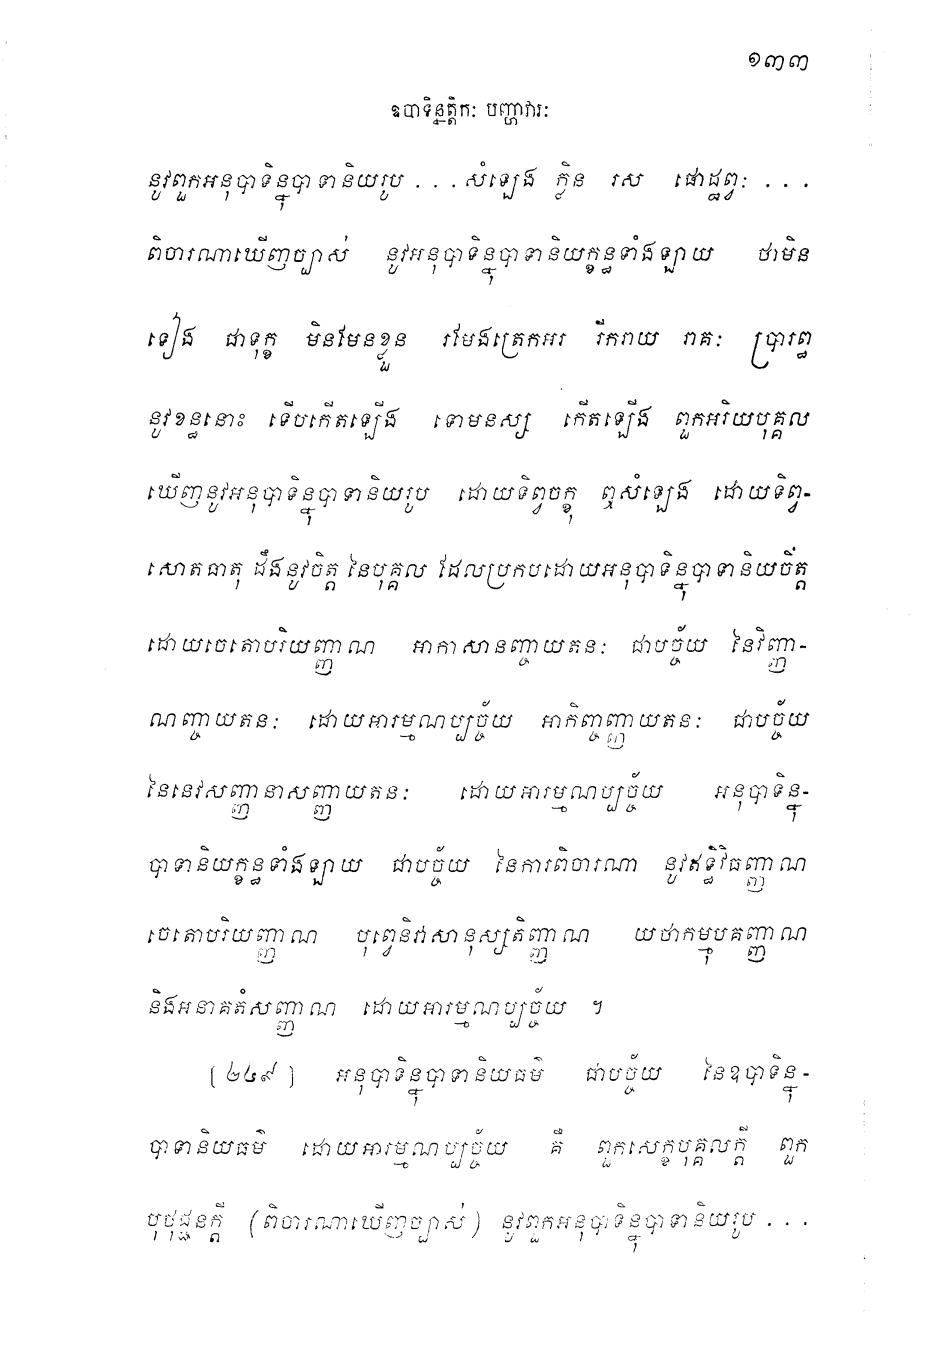 ១៣៣
ឧបាទិន្នត្តិកៈ បញ្ហាវារៈ
នូវពួកអនុបាទិន្នុបាទានិយរូប . . . សំឡេង ក្លិន រស ផោដ្ឋព្វៈ . . .
ពិចារណាឃើញច្បាស់ នូវអនុបាទិន្នុបាទានិយក្ខន្ធទាំងឡាយ ថាមិន
ទៀង ជាទុក្ខ មិនមែនខ្លួន រមែងត្រេកអរ រីករាយ រាគៈ ប្រារព្ធ
នូវខន្ធនោះ ទើបកើតឡើង ទោមនស្ស កើតឡើង ពួកអរិយបុគ្គល
ឃើញនូវអនុបាទិន្នុបាទានិយរូប ដោយទិព្វចក្ខុ ឮសំឡេង ដោយទិព្វ-
សោតធាតុ ដឹងនូវចិត្ត នៃបុគ្គល ដែលប្រកបដោយអនុបាទិន្នុបាទានិយចិត្ត
ដោយចេតោបរិយញ្ញាណ អាកាសានញ្ចាយតនៈ ជាបច្ច័យ នៃវិញ្ញា-
ណញ្ចាយតនៈ ដោយអារម្មណប្បច្ច័យ អាកិញ្ចញ្ញាយតនៈ ជាបច្ច័យ
នៃនេវសញ្ញានាសញ្ញាយតនៈ ដោយអារម្មណប្បច្ច័យ អនុបាទិន្នុ-
បាទានិយក្ខន្ធទាំងឡាយ ជាបច្ច័យ នៃការពិចារណា នូវឥទ្ធិវិធញ្ញាណ
ចេតោបរិយញ្ញាណ បុព្វេនិវាសានុស្សតិញ្ញាណ យថាកម្មុបគញ្ញាណ
និងអនាគតំសញ្ញាណ ដោយអារម្មណប្បច្ច័យ ។
[ ២៤៩ ] អនុបាទិន្នុបាទានិយធម៌ ជាបច្ច័យ នៃឧបាទិន្នុ-
បាទានិយធម៌ ដោយអារម្មណប្បច្ច័យ គឺ ពួកសេក្ខបុគ្គលក្តី ពួក
បុថុជ្ជនក្តី (ពិចារណាឃើញច្បាស់) នូវពួកអនុបាទិន្នុបាទានិយរូប . . .